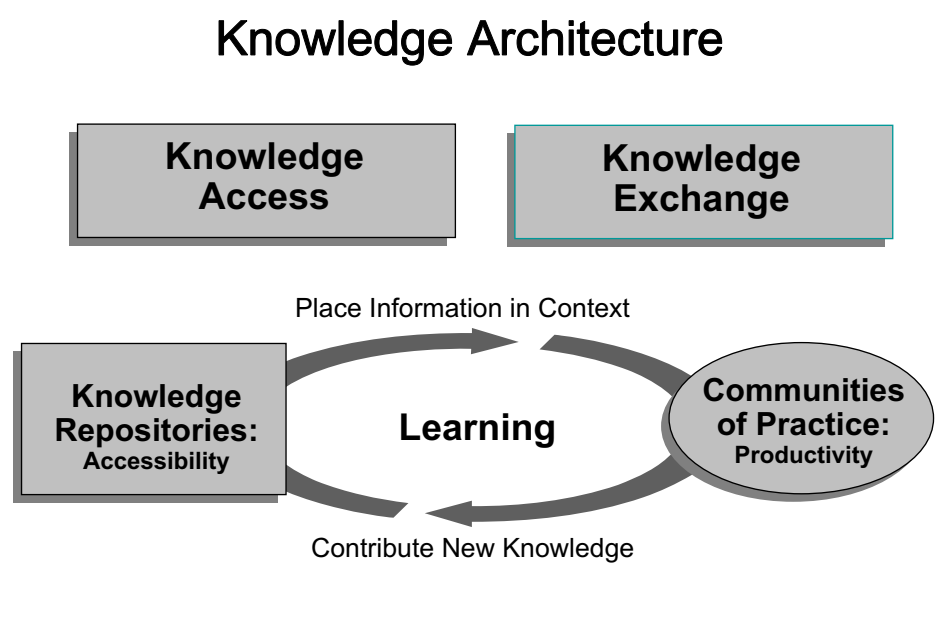 Knowledge Architecture
Knowledge
Access
Knowledge
Exchange
Place Information in Context
Knowledge
Repositories:
Accessibility
Learning
Communities
of Practice:
Productivity
Contribute New Knowledge